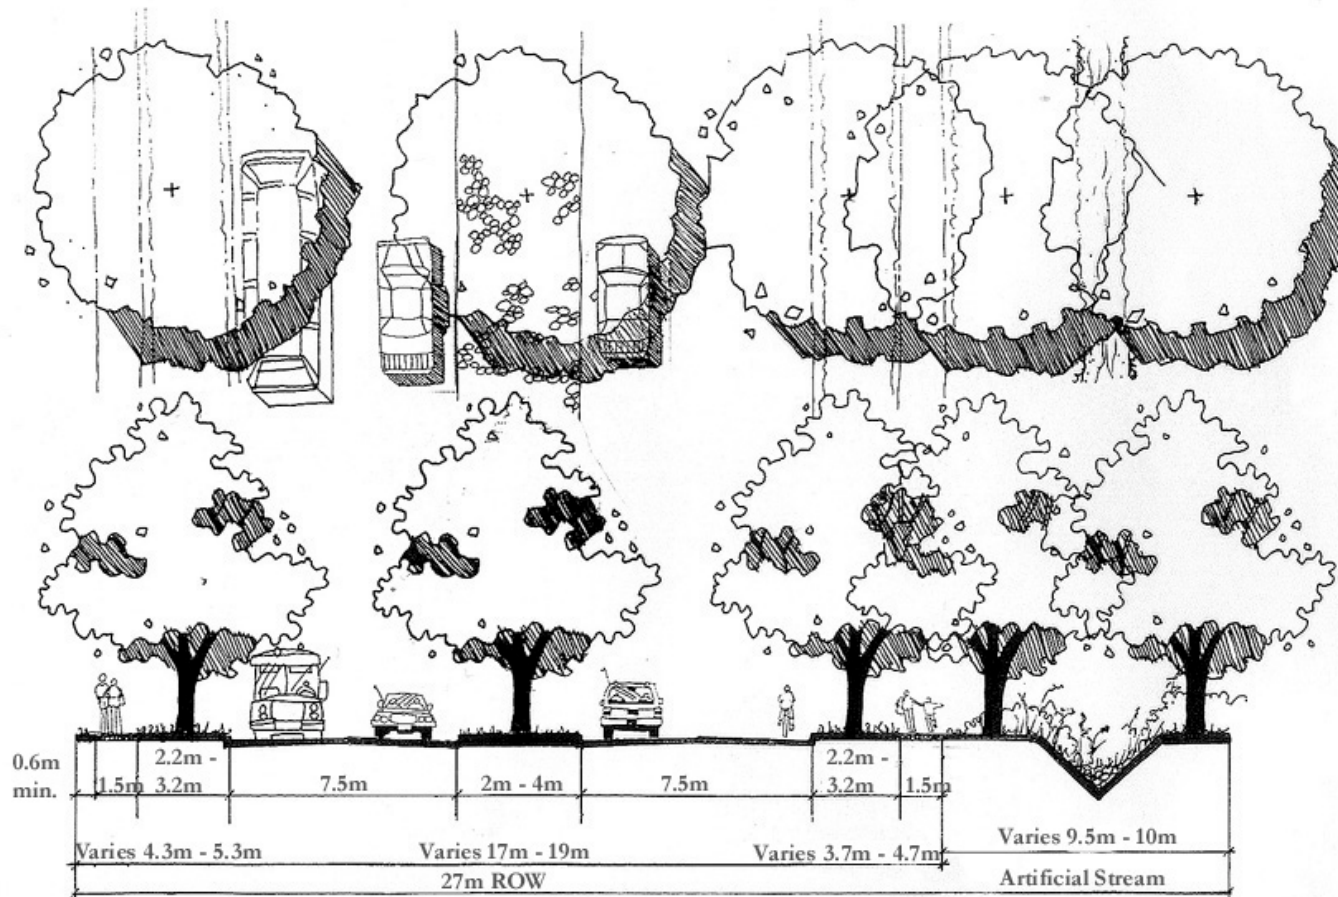 0.6m
min.
1.5m
2.2m -
3.2m
7.5m
2m - 4m
7.5m
2.2m -
3.2m
1.5m
Varies 4.3m - 5.3m
Varies 17m - 19m
Varies 3.7m - 4.7m
Varies 9.5m - 10m
27m ROW
Artificial Stream